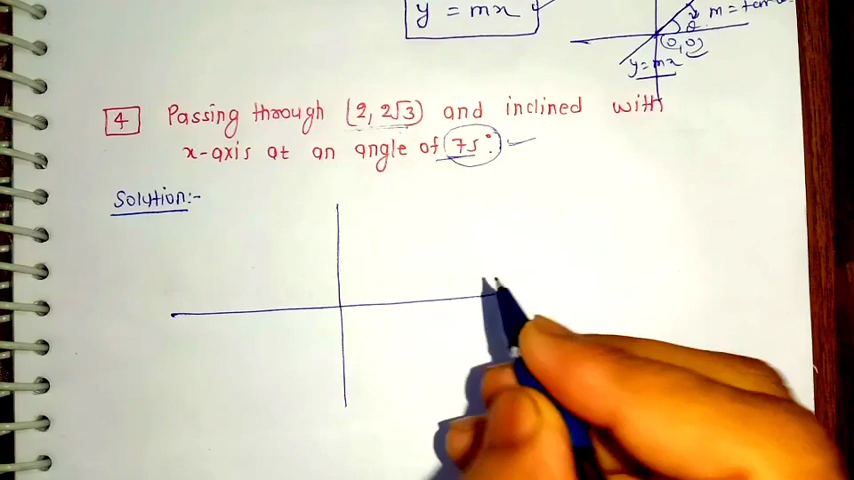 y = mx
m = tan
θ
(0,0)
y = mx
4 Passing through (2, 2√3) and inclined with
x-axis at an angle of 75°.
Solution:-